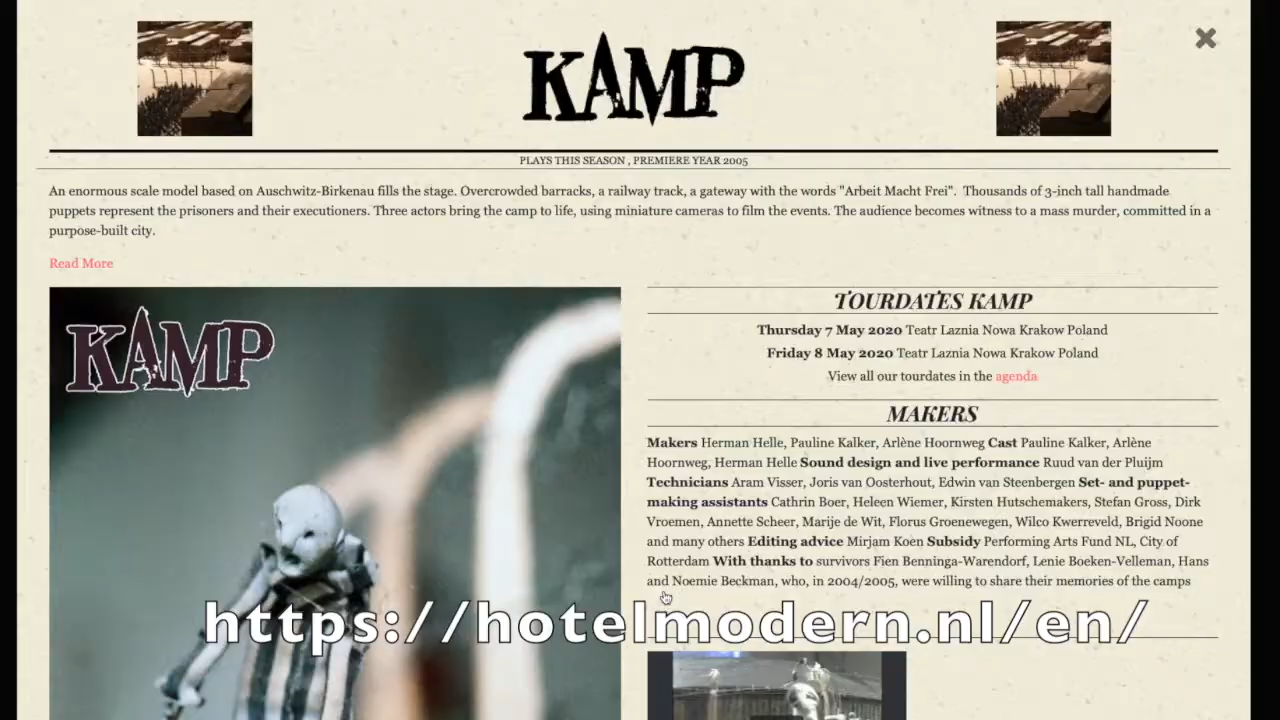 KAMP
PLAYS THIS SEASON , PREMIERE YEAR 2005
An enormous scale model based on Auschwitz-Birkenau fills the stage. Overcrowded barracks, a railway track, a gateway with the words "Arbeit Macht Frei".  Thousands of 3-inch tall handmade
puppets represent the prisoners and their executioners. Three actors bring the camp to life, using miniature cameras to film the events. The audience becomes witness to a mass murder, committed in a
purpose-built city.
Read More
KAMP
TOURDATES KAMP
Thursday 7 May 2020 Teatr Laznia Nowa Krakow Poland
Friday 8 May 2020 Teatr Laznia Nowa Krakow Poland
View all our tourdates in the agenda
MAKERS
Makers Herman Helle, Pauline Kalker, Arlène Hoornweg Cast Pauline Kalker, Arlène
Hoornweg, Herman Helle Sound design and live performance Ruud van der Pluijm
Technicians Aram Visser, Joris van Oosterhout, Edwin van Steenbergen Set- and puppet-
making assistants Cathrin Boer, Heleen Wiemer, Kirsten Hutschemakers, Stefan Gross, Dirk
Vroemen, Annette Scheer, Marije de Wit, Florus Groenewegen, Wilco Kwerreveld, Brigid Noone
and many others Editing advice Mirjam Koen Subsidy Performing Arts Fund NL, City of
Rotterdam With thanks to survivors Fien Benninga-Warendorf, Lenie Boeken-Velleman, Hans
and Noemie Beckman, who, in 2004/2005, were willing to share their memories of the camps
https://hotelmodern.nl/en/